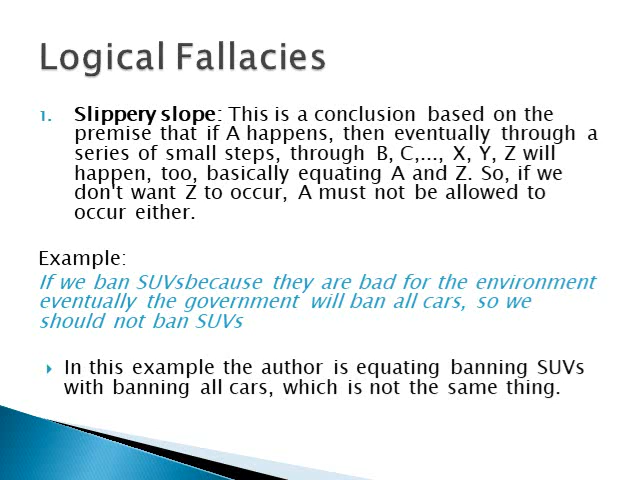 Logical Fallacies
1. Slippery slope: This is a conclusion based on the
premise that if A happens, then eventually through a
series of small steps, through B, C,..., X, Y, Z will
happen, too, basically equating A and Z. So, if we
don't want Z to occur, A must not be allowed to
occur either.
Example:
If we ban SUVsbecause they are bad for the environment
eventually the government will ban all cars, so we
should not ban SUVs
In this example the author is equating banning SUVs
with banning all cars, which is not the same thing.